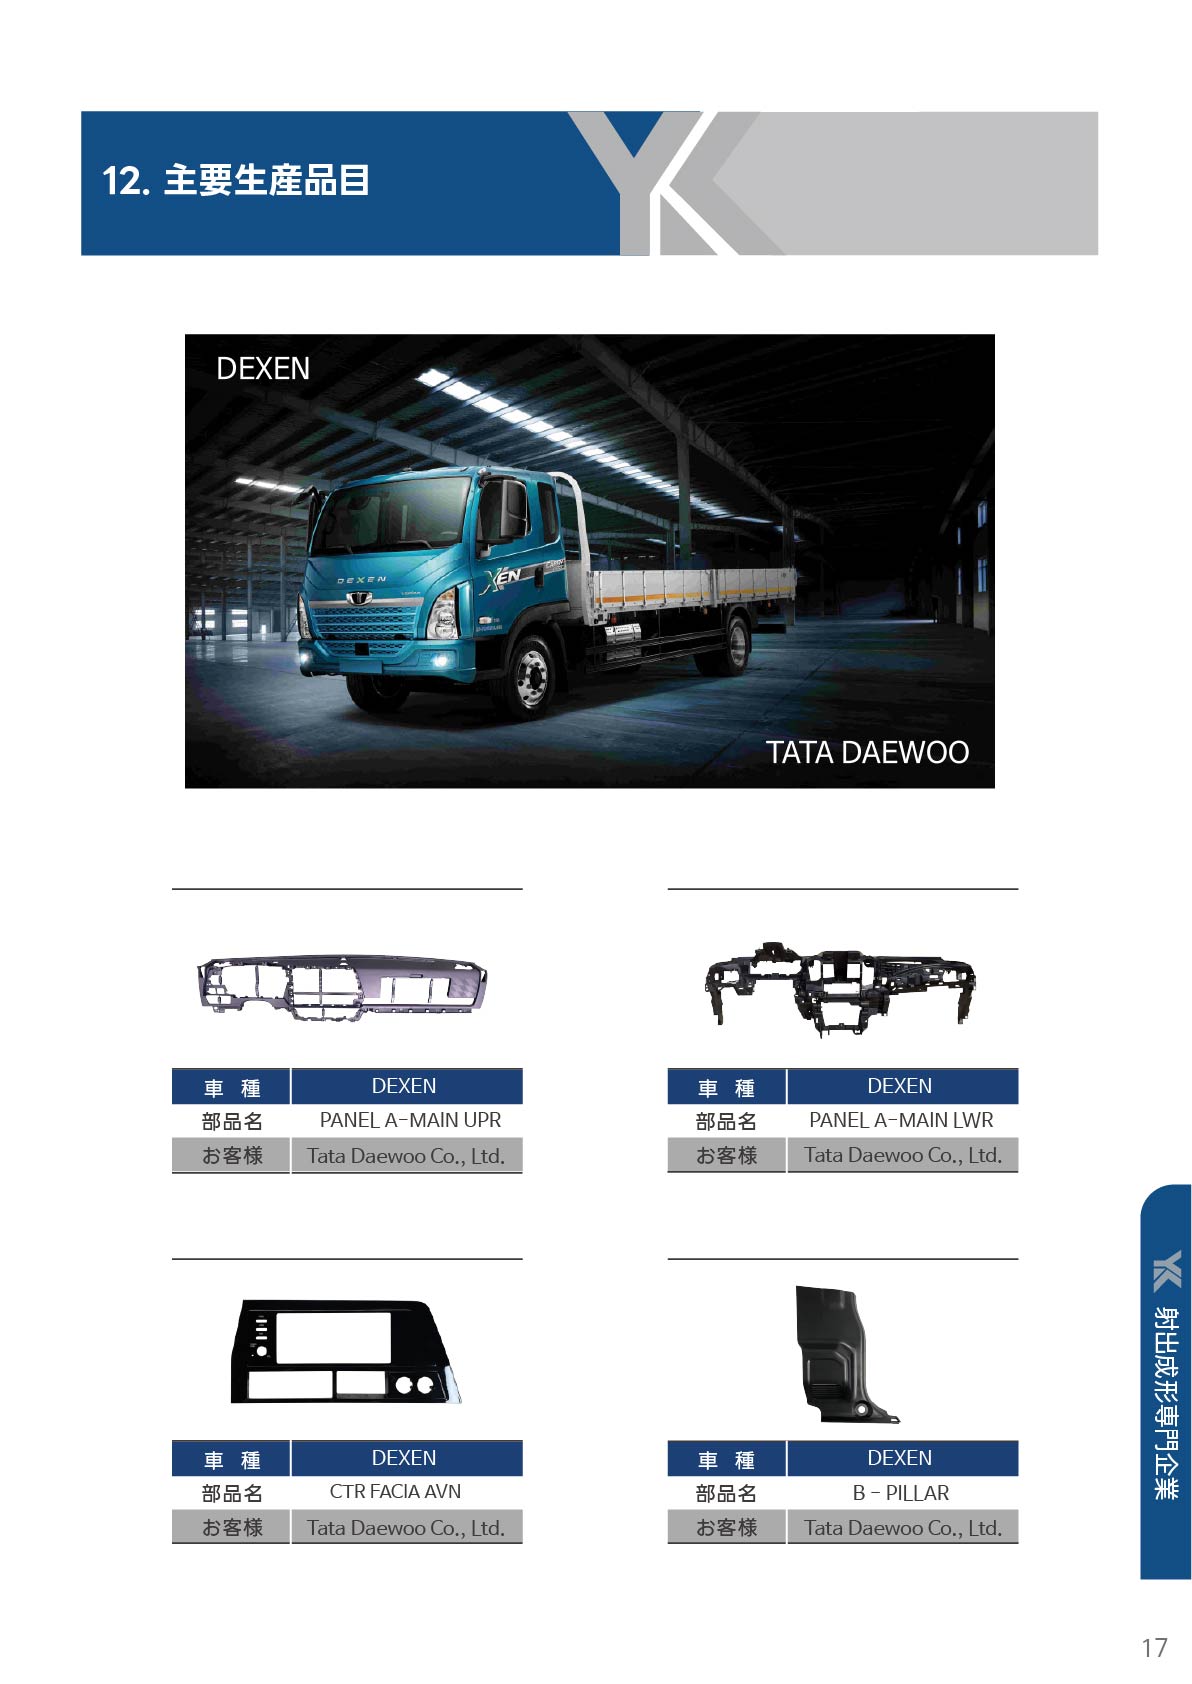 12. 主要生産品目
YK
DEXEN
DEXEN
XEN
TATA DAEWOO
車 種 DEXEN
部品名 PANEL A-MAIN UPR
お客様 Tata Daewoo Co., Ltd.
車 種 DEXEN
部品名 PANEL A-MAIN LWR
お客様 Tata Daewoo Co., Ltd.
車 種 DEXEN
部品名 CTR FACIA AVN
お客様 Tata Daewoo Co., Ltd.
車 種 DEXEN
部品名 B - PILLAR
お客様 Tata Daewoo Co., Ltd.
YK 射出成形専門企業
17